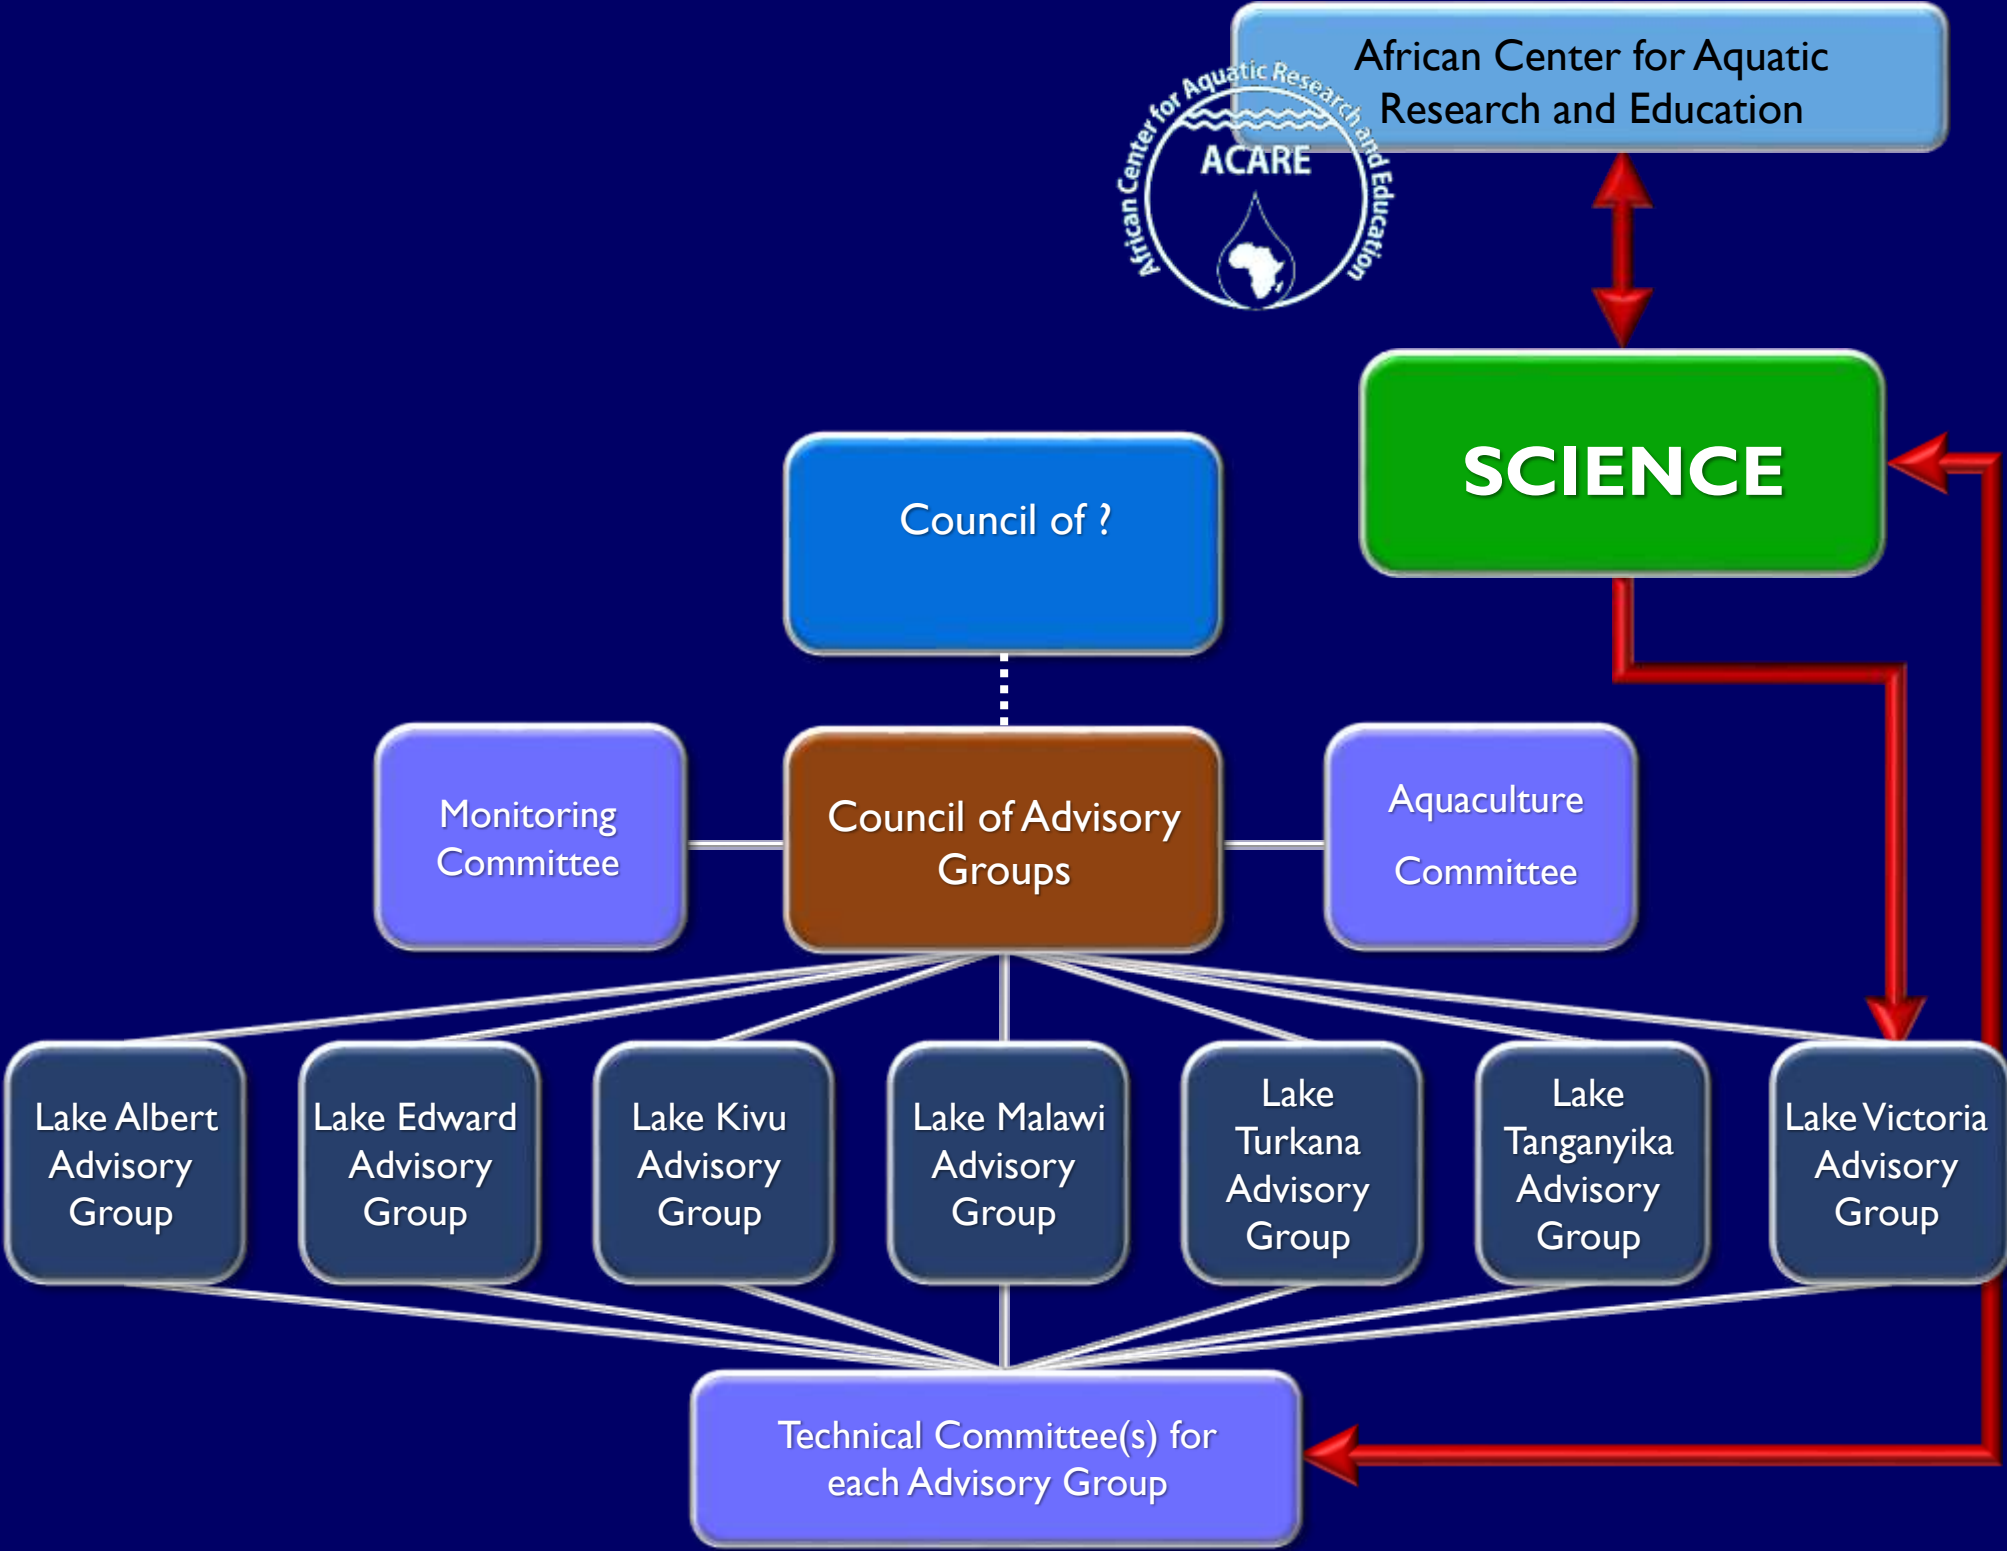 African Center for Aquatic
Research and Education
African Center for Aquatic Research and Education
ACARE
SCIENCE
Council of ?
Monitoring
Committee
Council of Advisory
Groups
Aquaculture
Committee
Lake Albert
Advisory
Group
Lake Edward
Advisory
Group
Lake Kivu
Advisory
Group
Lake Malawi
Advisory
Group
Lake
Turkana
Advisory
Group
Lake
Tanganyika
Advisory
Group
Lake Victoria
Advisory
Group
Technical Committee(s) for
each Advisory Group